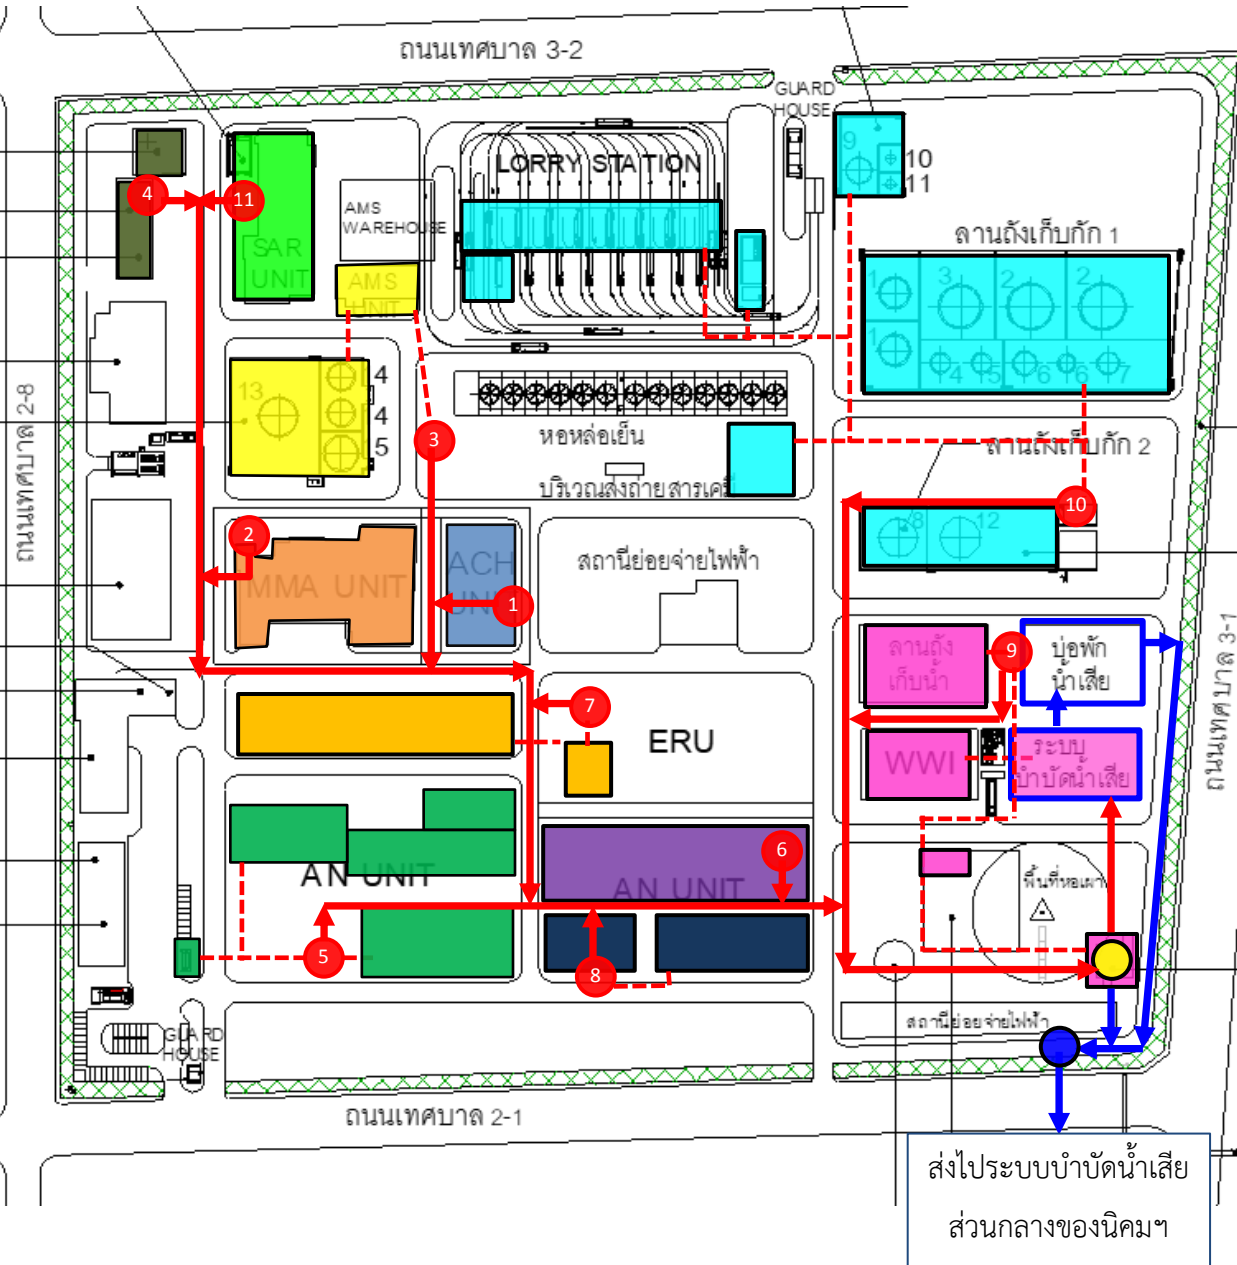 ถนนเทศบาล 3-2
GUARD
HOUSE
LORRY STATION
9
10
11
4
11
AMS
WAREHOUSE
SAR
UNIT
AMS
UNIT
ลานถังเก็บกัก 1
1
3
2
2
1
4
5
6
6
7
13
4
4
5
3
หอหล่อเย็น
บริเวณส่งถ่ายสารเคมี
ลานถังเก็บกัก 2
10
8
12
ถนนเทศบาล 2-8
2
MMA UNIT
ACH
UNIT
1
สถานีย่อยจ่ายไฟฟ้า
ลานถัง
เก็บน้ำ
9
บ่อพัก
น้ำเสีย
ถนนเทศบาล 3-1
7
ERU
WWI
ระบบ
บำบัดน้ำเสีย
AN UNIT
6
AN UNIT
พื้นที่หอเผา
5
8
สถานีย่อยจ่ายไฟฟ้า
GUARD
HOUSE
ถนนเทศบาล 2-1
ส่งไประบบบำบัดน้ำเสีย
ส่วนกลางของนิคมฯ